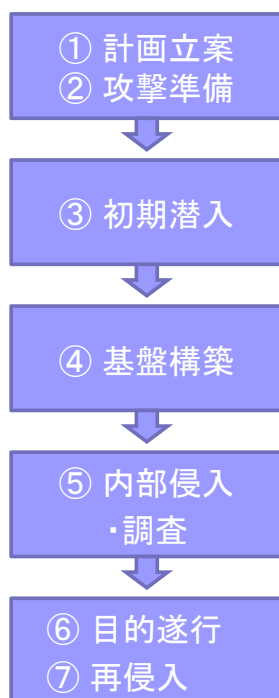 ① 計画立案
② 攻撃準備
③ 初期潜入
④ 基盤構築
⑤ 内部侵入
・調査
⑥ 目的遂行
⑦ 再侵入